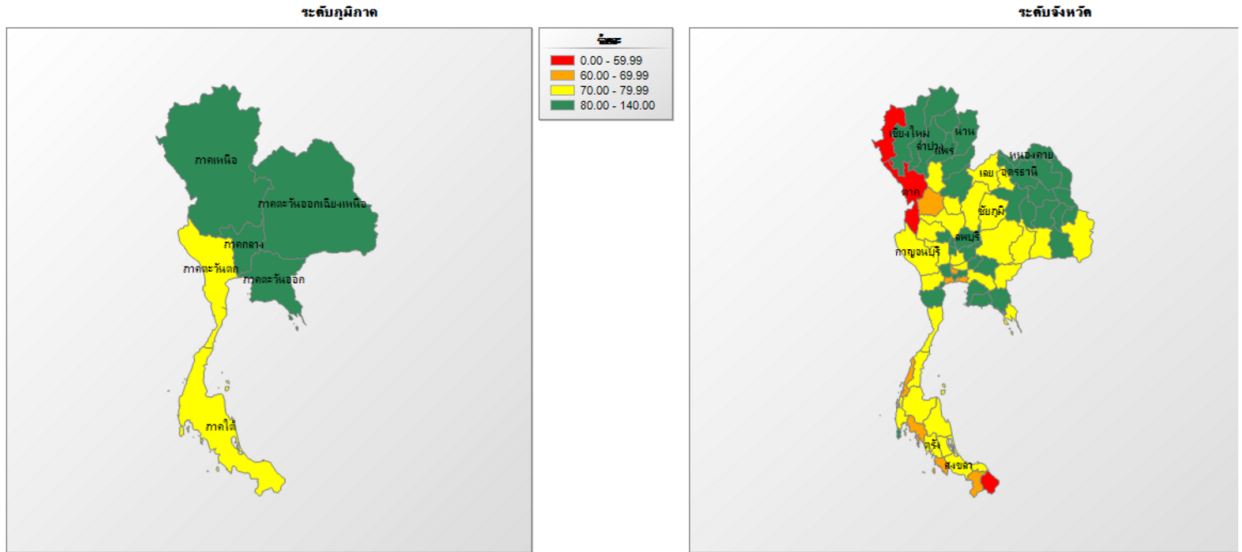 ระดับภูมิภาค
ระดับจังหวัด
0.00 - 59.99
60.00 - 69.99
70.00 - 79.99
80.00 - 140.00
ภาคเหนือ
ภาคตะวันออกเฉียงเหนือ
ภาคกลาง
ภาคตะวันตก
ภาคตะวันออก
ภาคใต้
เชียงใหม่
น่าน
ลำปาง
แพร่
หนองคาย
เลย
อุดรธานี
ตาก
ชัยภูมิ
ลพบุรี
กาญจนบุรี
ตรัง
สงขลา